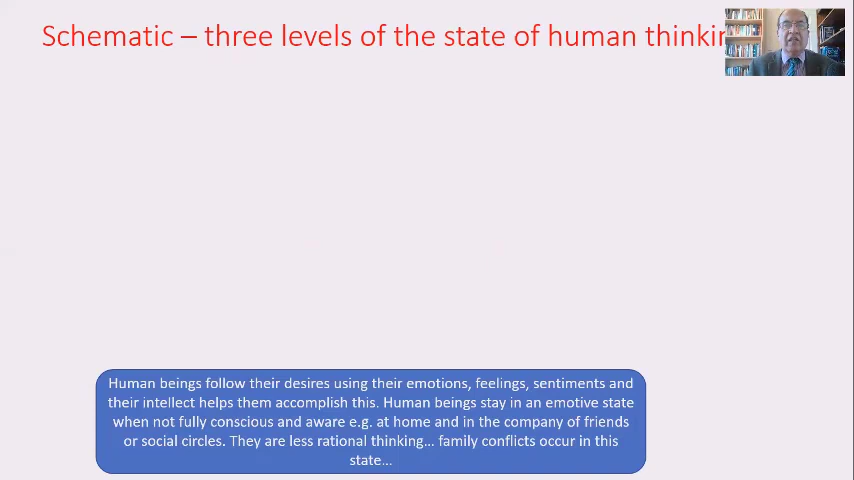 Schematic – three levels of the state of human thinkin
Human beings follow their desires using their emotions, feelings, sentiments and
their intellect helps them accomplish this. Human beings stay in an emotive state
when not fully conscious and aware e.g. at home and in the company of friends
or social circles. They are less rational thinking... family conflicts occur in this
state...